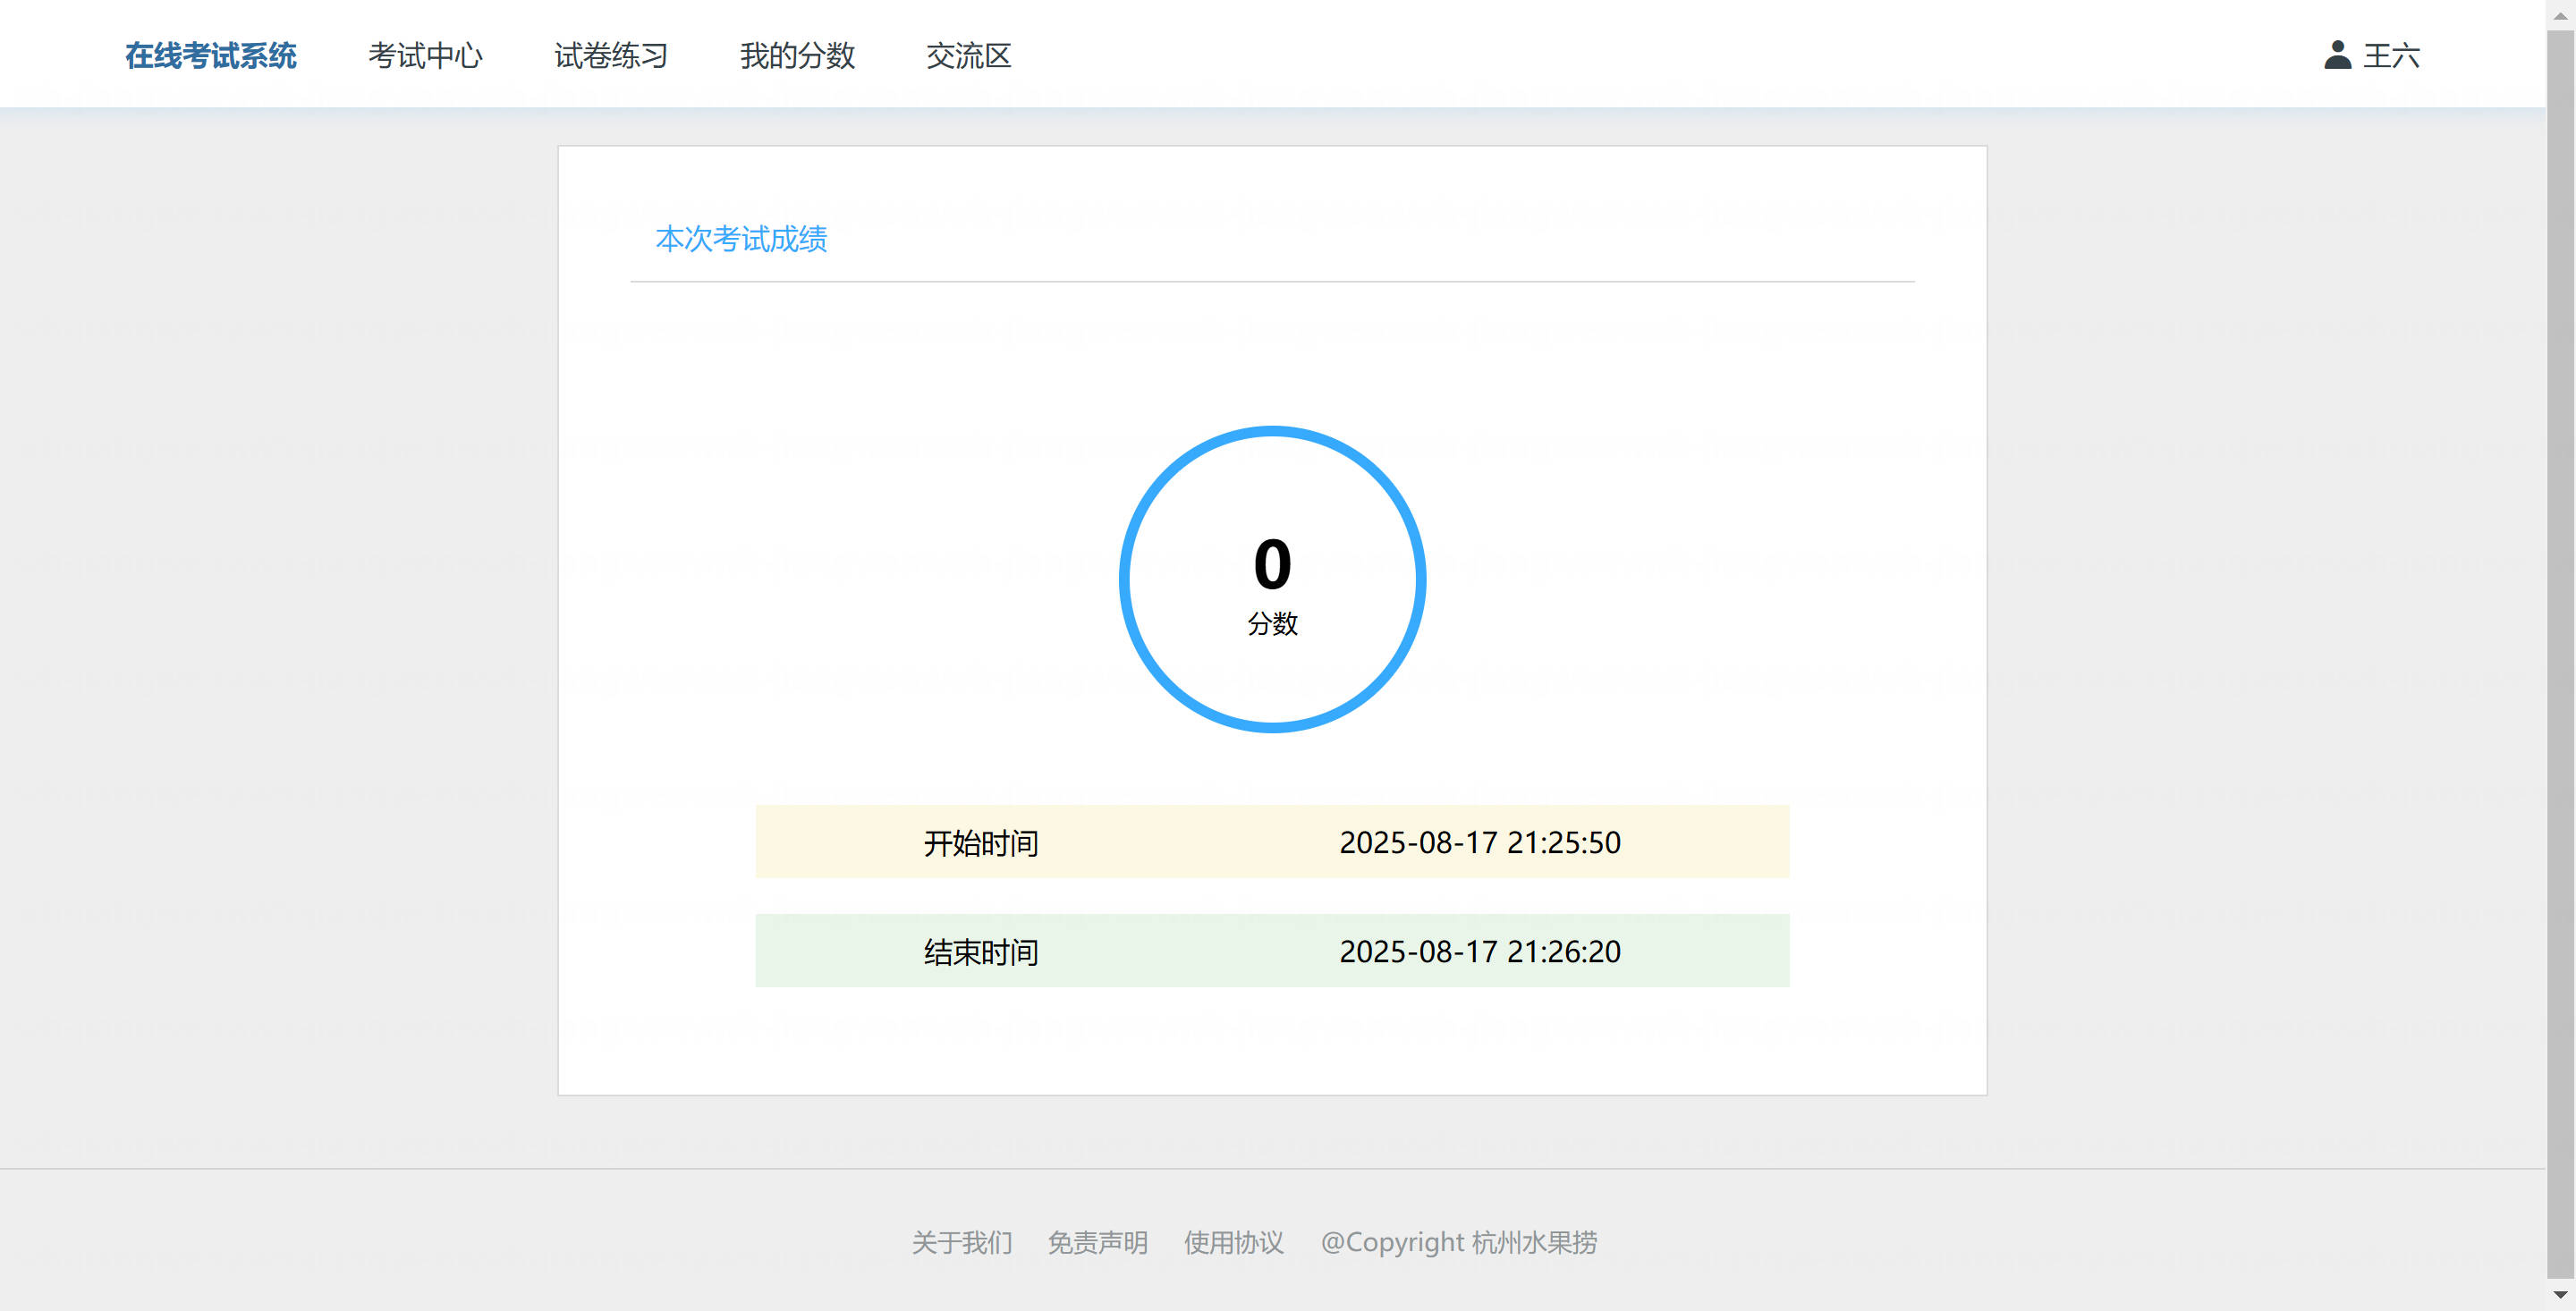 在线考试系统 考试中心 试卷练习 我的分数 交流区 王六
本次考试成绩
0
分数
开始时间 2025-08-17 21:25:50
结束时间 2025-08-17 21:26:20
关于我们 免责声明 使用协议 @Copyright 杭州水果捞